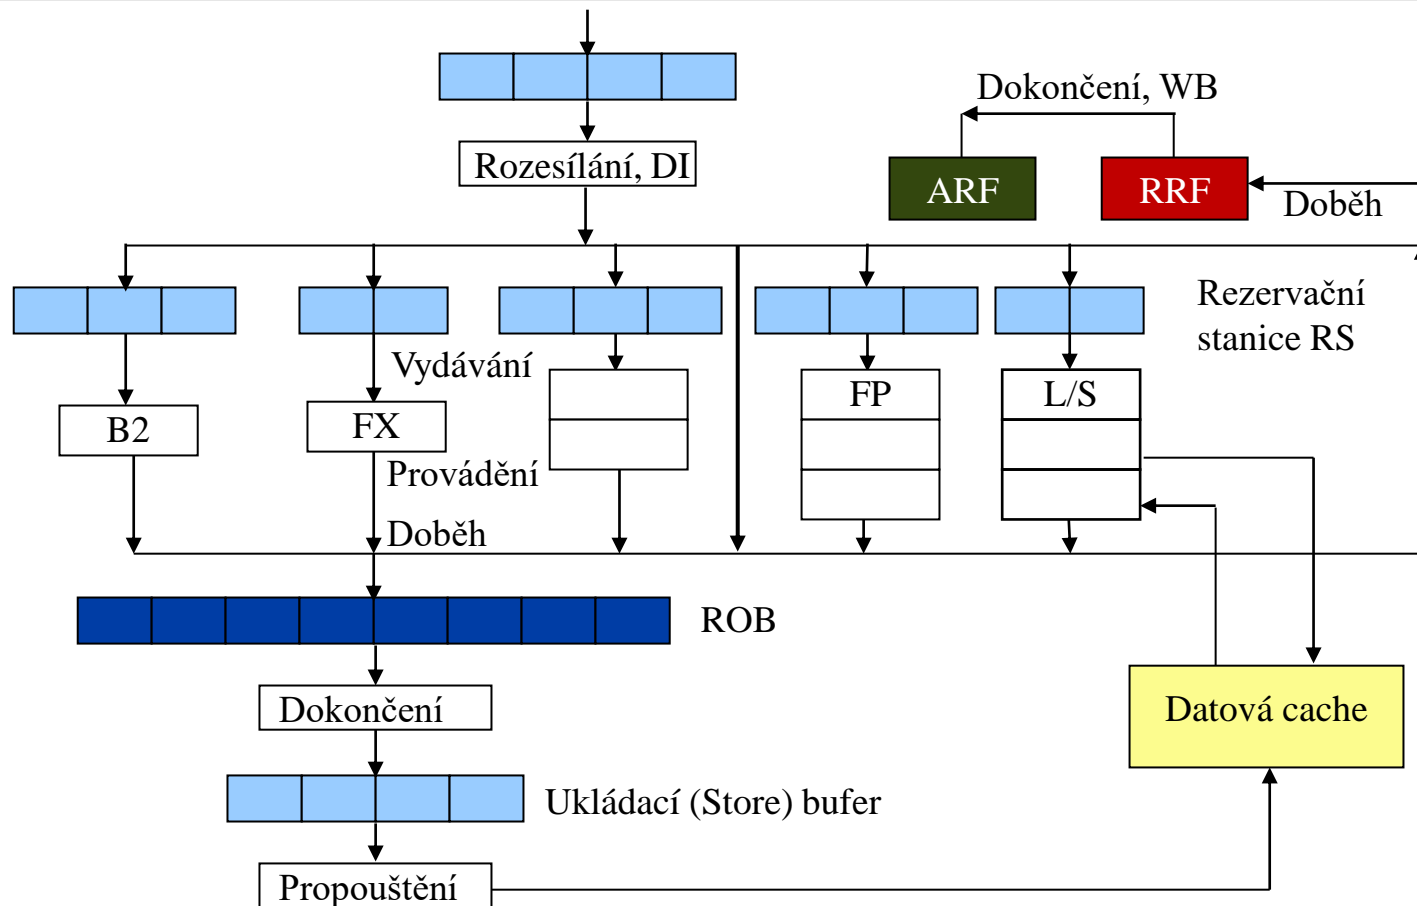 Dokončení, WB
Rozesílání, DI
ARF
RRF
Doběh
Rezervační
stanice RS
Vydávání
B2
FX
FP
L/S
Provádění
Doběh
ROB
Dokončení
Datová cache
Ukládací (Store) bufer
Propouštění